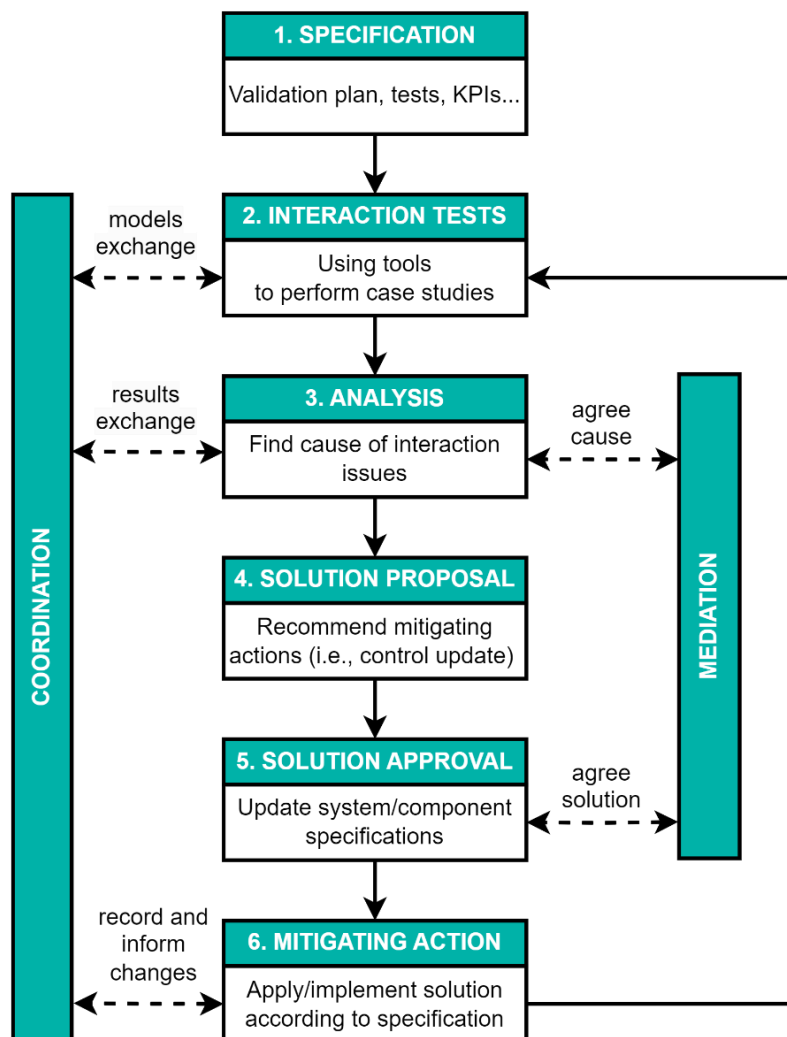 1. SPECIFICATION
Validation plan, tests, KPIs...
models
exchange
2. INTERACTION TESTS
Using tools
to perform case studies
results
exchange
3. ANALYSIS
Find cause of interaction
issues
agree
cause
COORDINATION
4. SOLUTION PROPOSAL
Recommend mitigating
actions (i.e., control update)
MEDIATION
5. SOLUTION APPROVAL
Update system/component
specifications
agree
solution
record and
inform
changes
6. MITIGATING ACTION
Apply/implement solution
according to specification